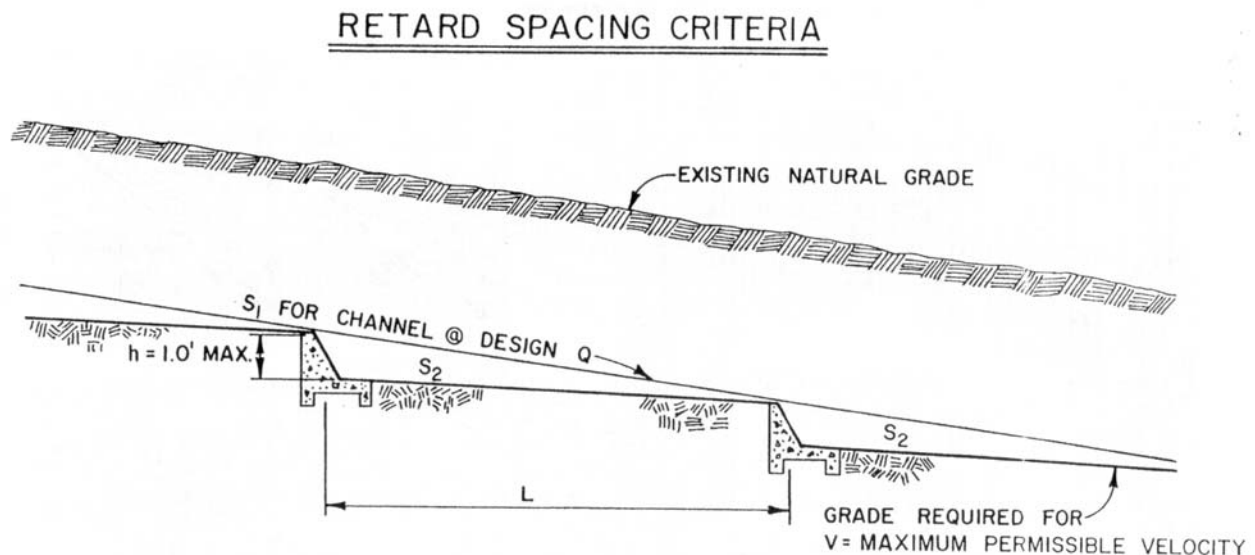 RETARD SPACING CRITERIA
EXISTING NATURAL GRADE
S1 FOR CHANNEL @ DESIGN Q
h = 1.0' MAX.
S2
S2
L
GRADE REQUIRED FOR
V = MAXIMUM PERMISSIBLE VELOCITY